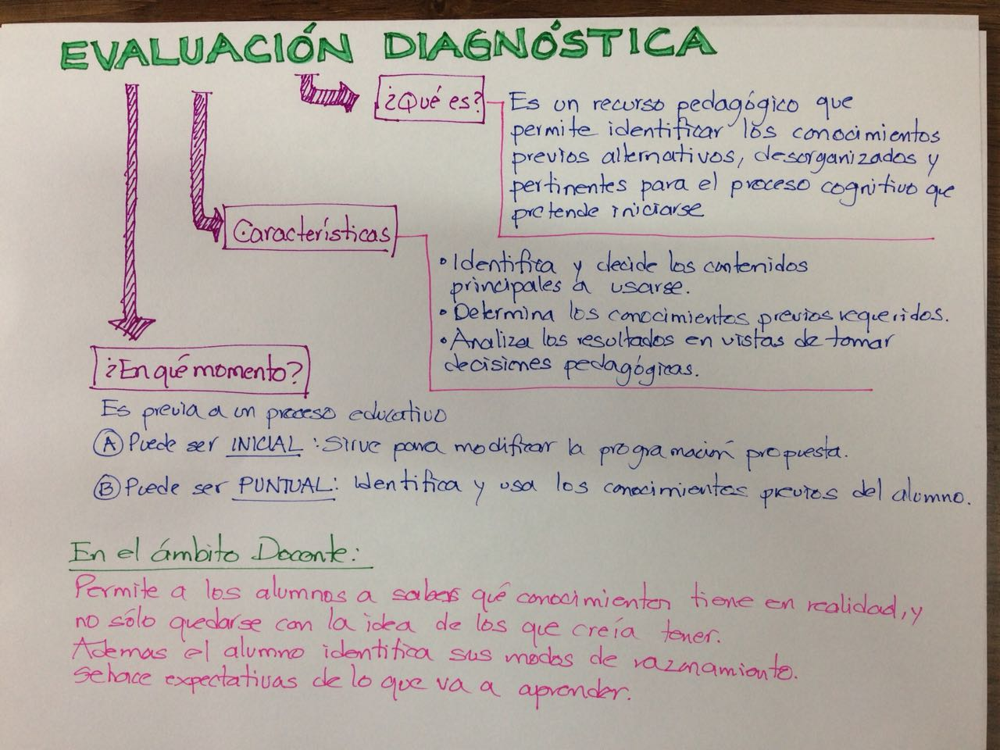 EVALUACIÓN DIAGNÓSTICA
¿Qué es?
Es un recurso pedagógico que
permite identificar los conocimientos
previos alternativos, desorganizados y
pertinentes para el proceso cognitivo que
pretende iniciarse
Características
• Identifica y decide los contenidos
principales a usarse.
• Determina los conocimientos previos requeridos.
• Analiza los resultados en vistas de tomar
decisiones pedagógicas.
¿En qué momento?
Es previa a un proceso educativo
A Puede ser INICIAL: Sirve para modificar la programación propuesta.
B Puede ser PUNTUAL: Identifica y usa los conocimientos previos del alumno.
En el ámbito Docente:
Permite a los alumnos a saber qué conocimientos tiene en realidad, y
no sólo quedarse con la idea de los que creía tener.
Ademas el alumno identifica sus modos de razonamiento.
Se hace expectativas de lo que va a aprender.